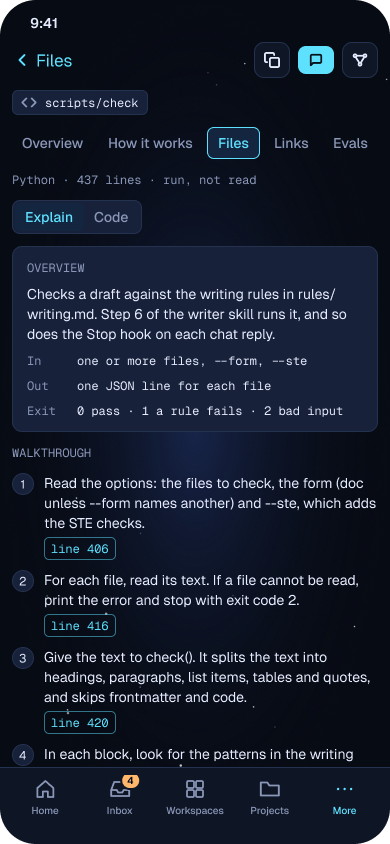 9:41
Files
scripts/check
Overview
How it works
Files
Links
Evals
Python · 437 lines · run, not read
Explain
Code
OVERVIEW
Checks a draft against the writing rules in rules/
writing.md. Step 6 of the writer skill runs it, and so
does the Stop hook on each chat reply.
In one or more files, --form, --ste
Out one JSON line for each file
Exit 0 pass · 1 a rule fails · 2 bad input
WALKTHROUGH
1 Read the options: the files to check, the form (doc
unless --form names another) and --ste, which adds
the STE checks.
line 406
2 For each file, read its text. If a file cannot be read,
print the error and stop with exit code 2.
line 416
3 Give the text to check(). It splits the text into
headings, paragraphs, list items, tables and quotes,
and skips frontmatter and code.
line 420
4 In each block, look for the patterns in the writing
4
Home
Inbox
Workspaces
Projects
More